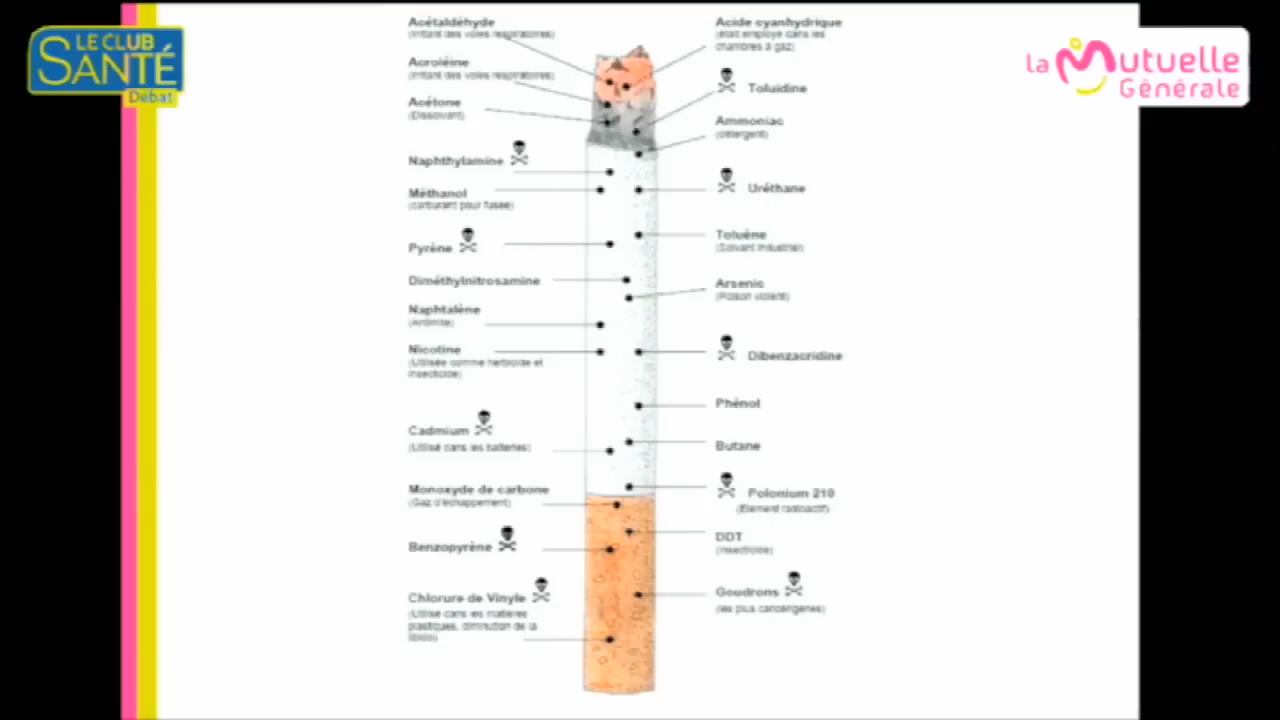 LE CLUB
SANTÉ
Débat
La Mutuelle
Générale
Acétaldéhyde
(Irritant des voies respiratoires)
Acroléine
(Irritant des voies respiratoires)
Acétone
(Dissolvant)
Naphthylamine
Méthanol
(carburant pour fusée)
Pyrène
Diméthylnitrosamine
Naphtalène
(Antimite)
Nicotine
(Utilisée comme herbicide et
insecticide)
Cadmium
(Utilisé dans les batteries)
Monoxyde de carbone
(Gaz d'échappement)
Benzopyrène
Chlorure de Vinyle
(Utilisé dans les matières
plastiques, diminution de la
libido)
Acide cyanhydrique
(était employé dans les
chambres à gaz)
Toluidine
Ammoniac
(détergent)
Uréthane
Toluène
(Solvant industriel)
Arsenic
(Poison violent)
Dibenzacridine
Phénol
Butane
Polonium 210
(Elément radioactif)
DDT
(Insecticide)
Goudrons
(les plus cancérigènes)